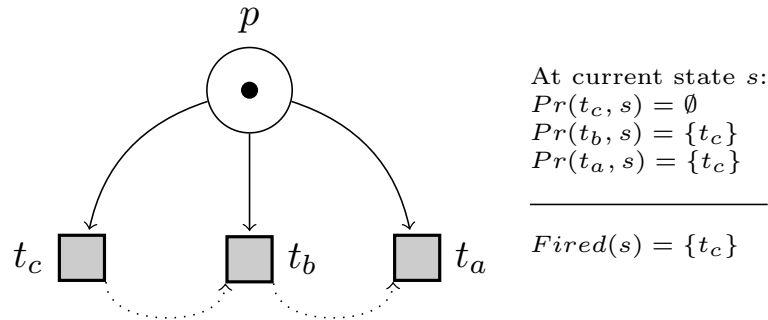 p
t_c
t_b
t_a
At current state s:
Pr(t_c, s) = ∅
Pr(t_b, s) = {t_c}
Pr(t_a, s) = {t_c}
Fired(s) = {t_c}